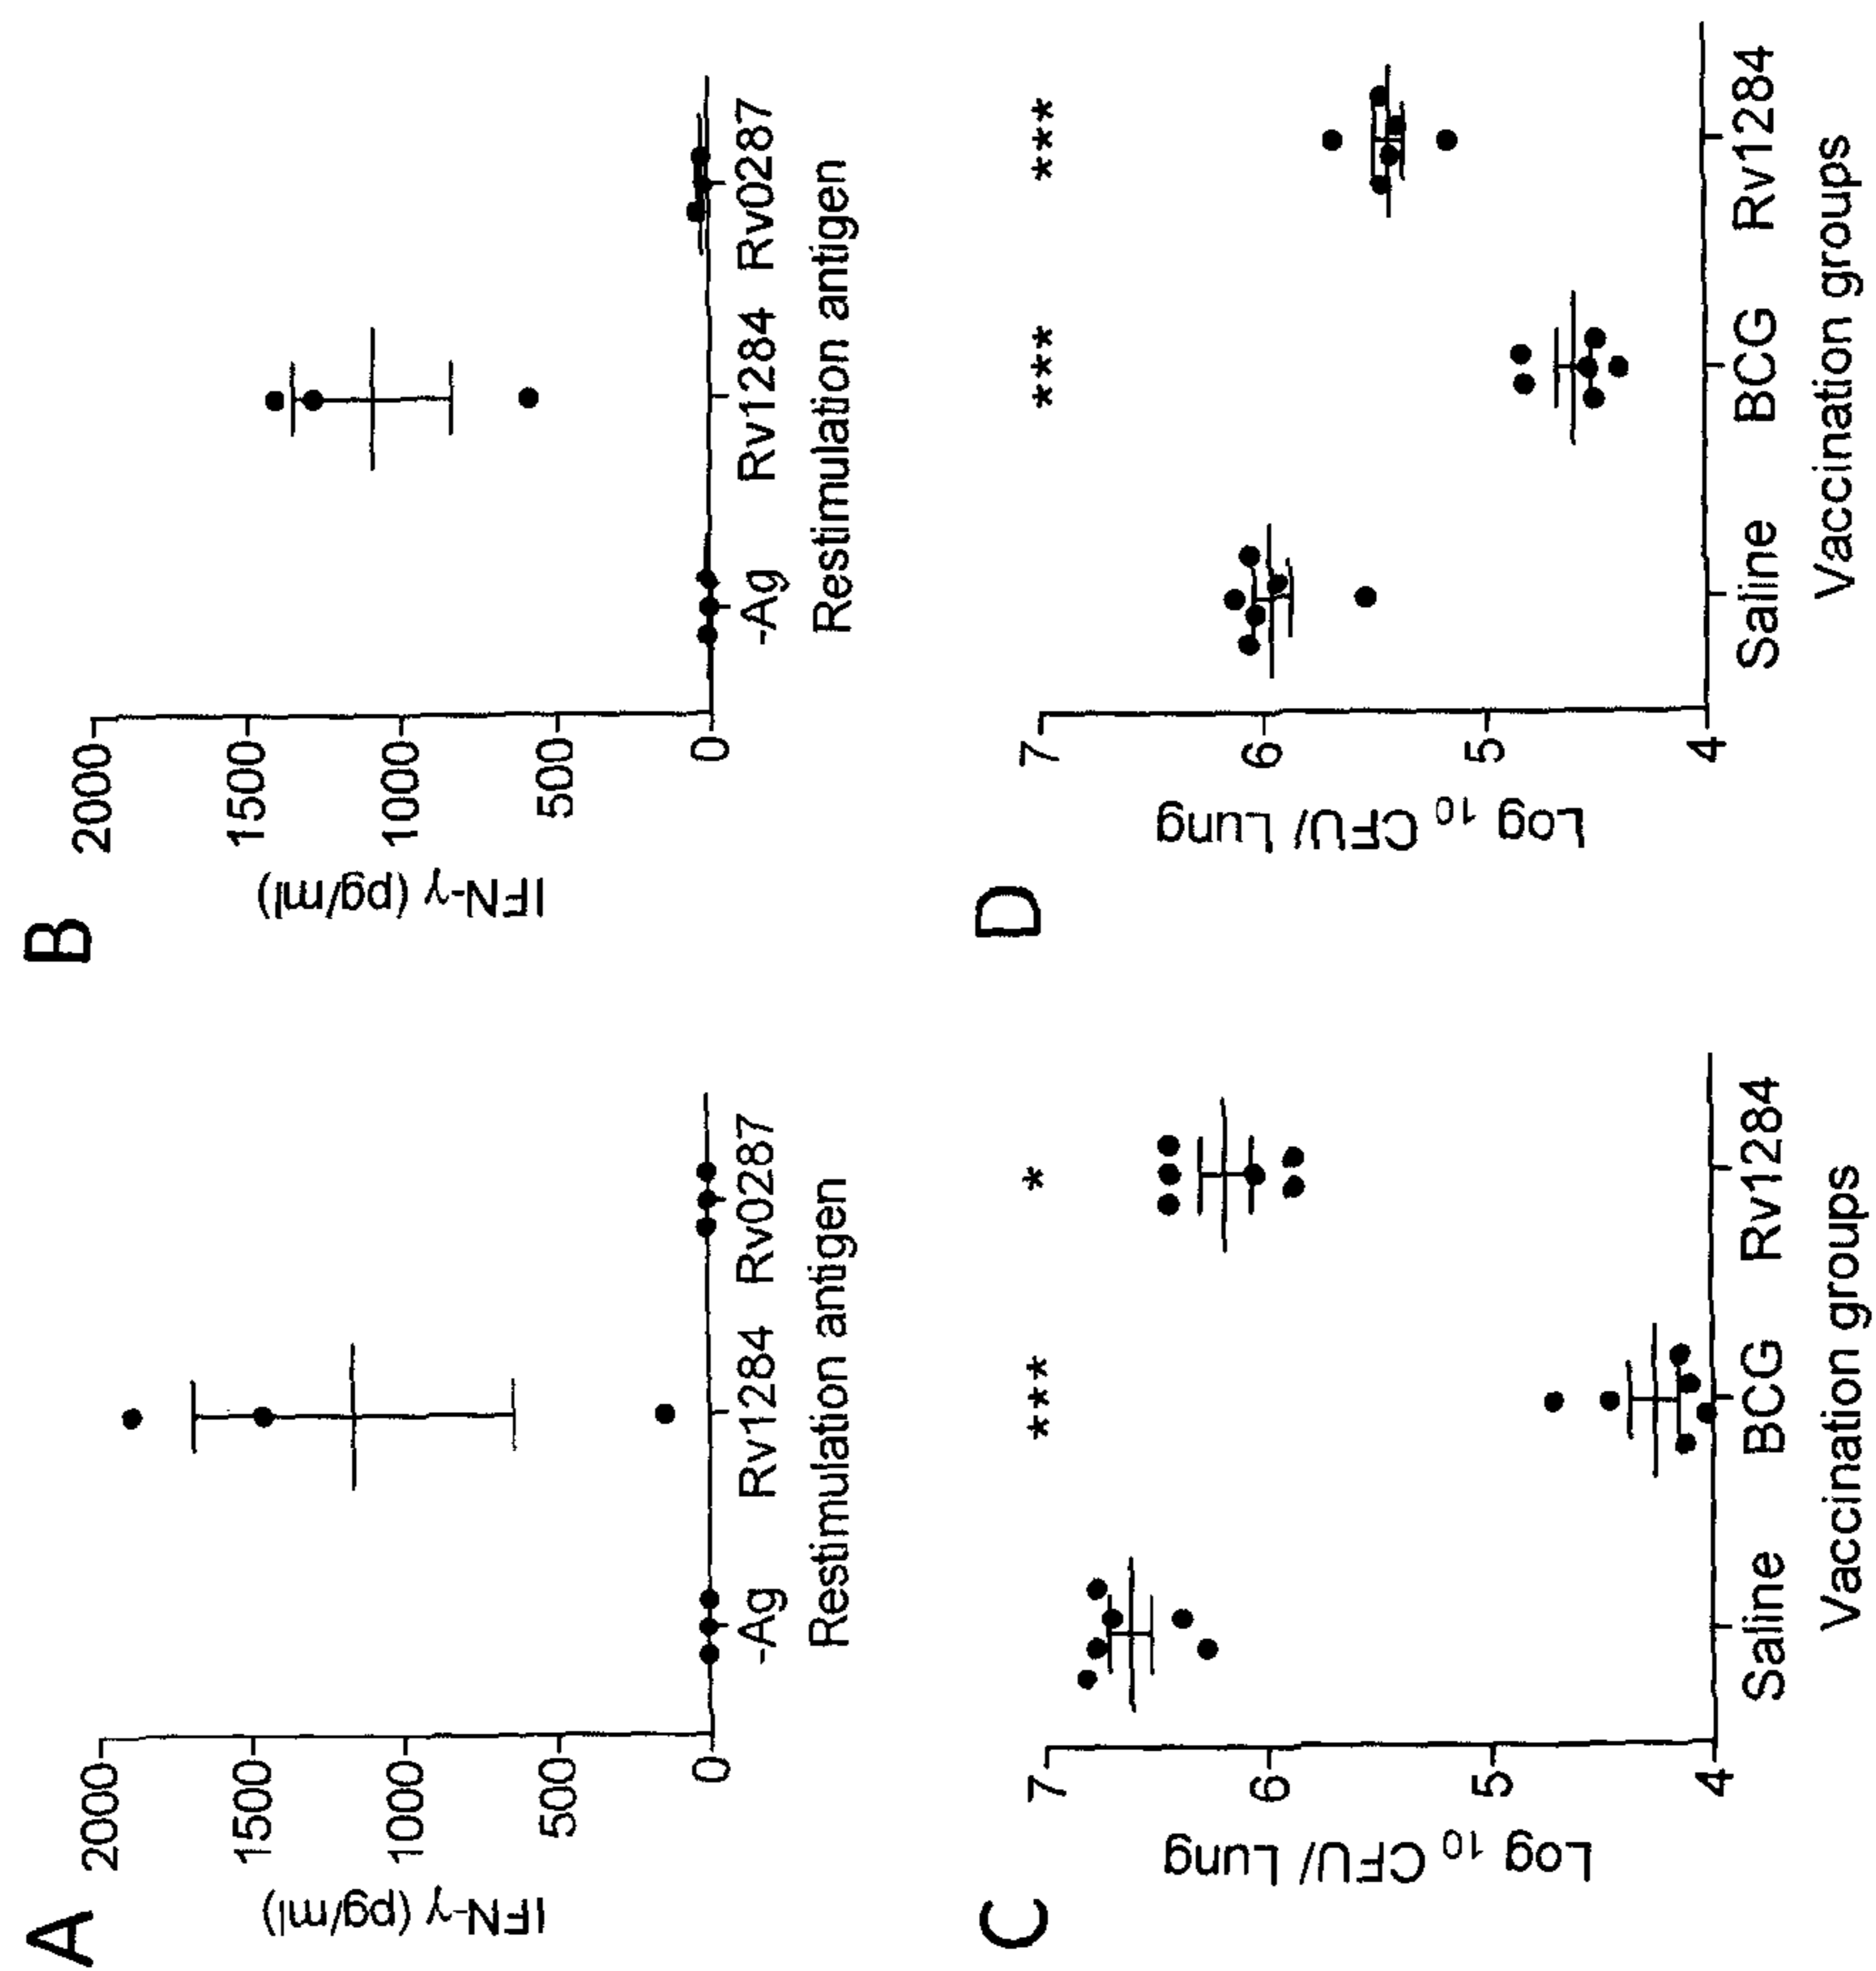 A
IFN-γ (pg/ml)
2000
1500
1000
500
0
-Ag Rv1284 Rv0287
Restimulation antigen
B
IFN-γ (pg/ml)
2000
1500
1000
500
0
-Ag Rv1284 Rv0287
Restimulation antigen
C
Log 10 CFU/ Lung
7
6
5
4
*** *
Saline BCG Rv1284
Vaccination groups
D
Log 10 CFU/ Lung
7
6
5
4
*** ***
Saline BCG Rv1284
Vaccination groups